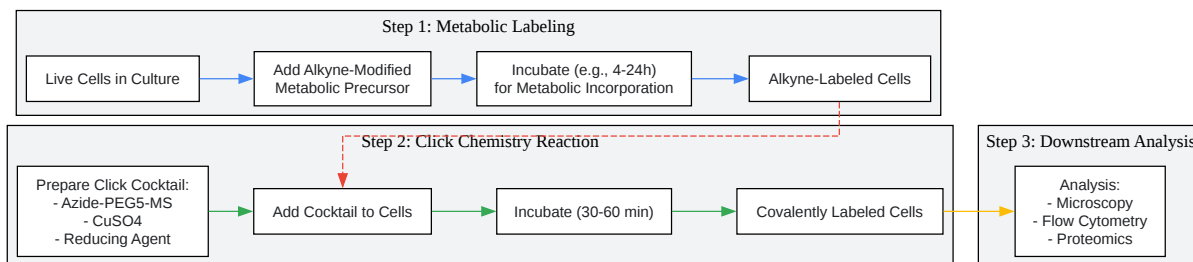 Step 1: Metabolic Labeling
Live Cells in Culture
Add Alkyne-Modified
Metabolic Precursor
Incubate (e.g., 4-24h)
for Metabolic Incorporation
Alkyne-Labeled Cells
Step 2: Click Chemistry Reaction
Prepare Click Cocktail:
- Azide-PEG5-MS
- CuSO4
- Reducing Agent
Add Cocktail to Cells
Incubate (30-60 min)
Covalently Labeled Cells
Step 3: Downstream Analysis
Analysis:
- Microscopy
- Flow Cytometry
- Proteomics